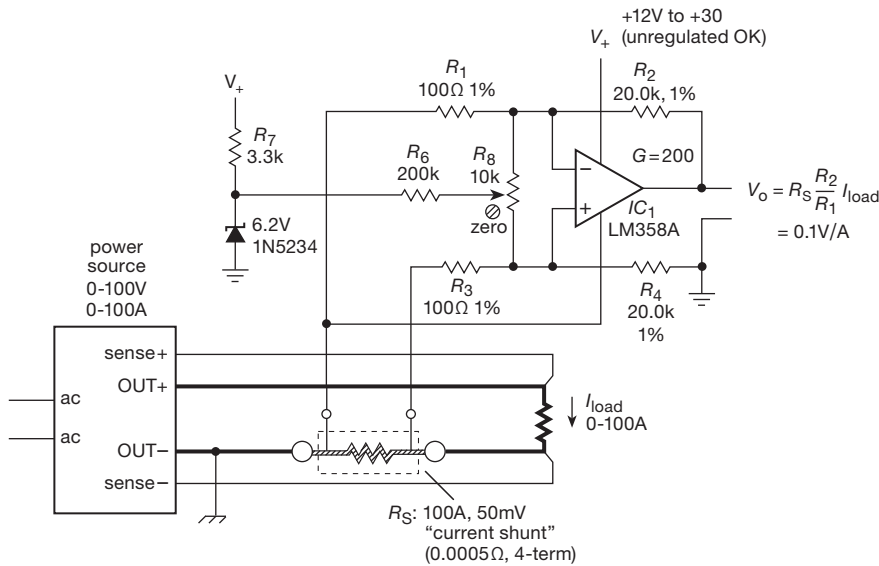 +12V to +30
V+ (unregulated OK)
R1
100Ω 1%
R2
20.0k, 1%
V+
R7
3.3k
R6
200k
R8
10k
zero
G=200
−
+
IC1
LM358A
Vo = RS R2/R1 Iload
= 0.1V/A
6.2V
1N5234
R3
100Ω 1%
R4
20.0k
1%
power
source
0-100V
0-100A
sense+
OUT+
ac
ac
OUT−
sense−
Iload
0-100A
RS: 100A, 50mV
“current shunt”
(0.0005Ω, 4-term)